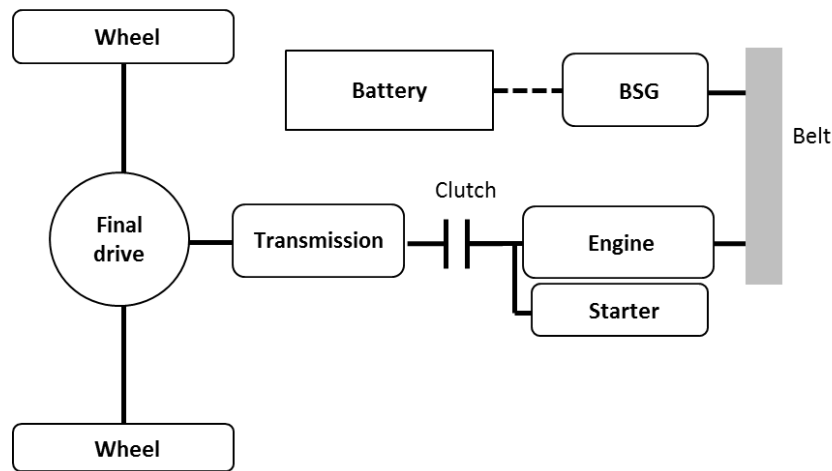 Wheel
Battery
BSG
Belt
Clutch
Final
drive
Transmission
Engine
Starter
Wheel